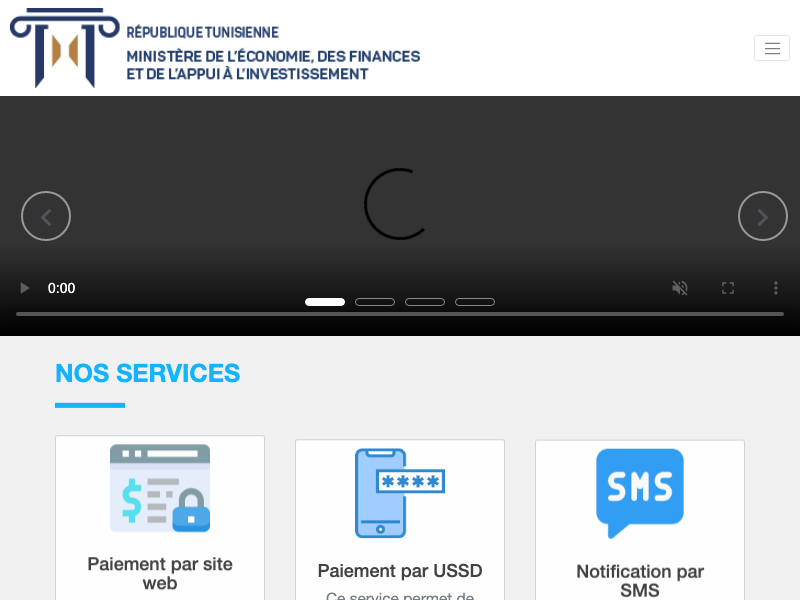 RÉPUBLIQUE TUNISIENNE
MINISTÈRE DE L'ÉCONOMIE, DES FINANCES
ET DE L'APPUI À L'INVESTISSEMENT
0:00
NOS SERVICES
$
****
SMS
Paiement par site
web
Paiement par USSD
Ce service permet de
Notification par
SMS